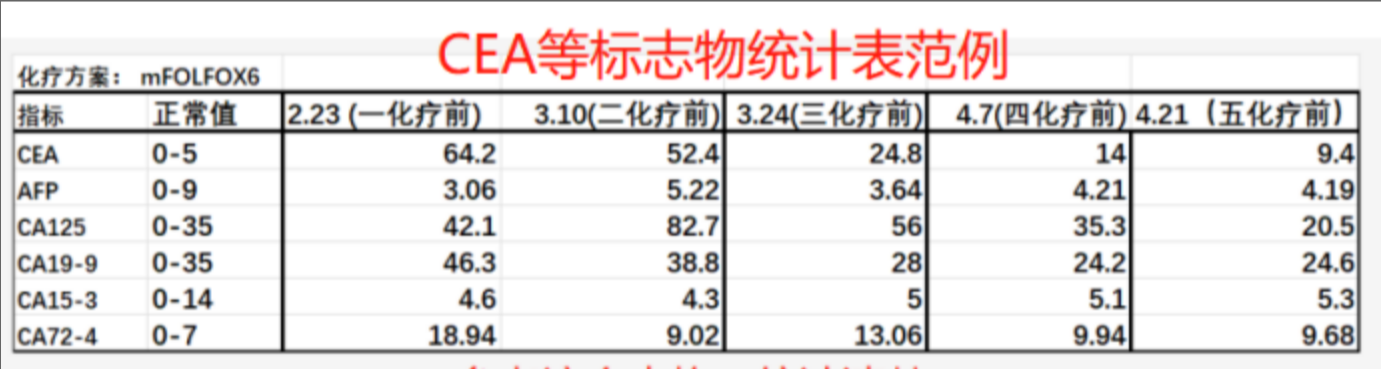 CEA等标志物统计表范例
化疗方案： mFOLFOX6
指标 正常值 2.23 (一化疗前) 3.10(二化疗前) 3.24(三化疗前) 4.7(四化疗前) 4.21（五化疗前）
CEA 0-5 64.2 52.4 24.8 14 9.4
AFP 0-9 3.06 5.22 3.64 4.21 4.19
CA125 0-35 42.1 82.7 56 35.3 20.5
CA19-9 0-35 46.3 38.8 28 24.2 24.6
CA15-3 0-14 4.6 4.3 5 5.1 5.3
CA72-4 0-7 18.94 9.02 13.06 9.94 9.68